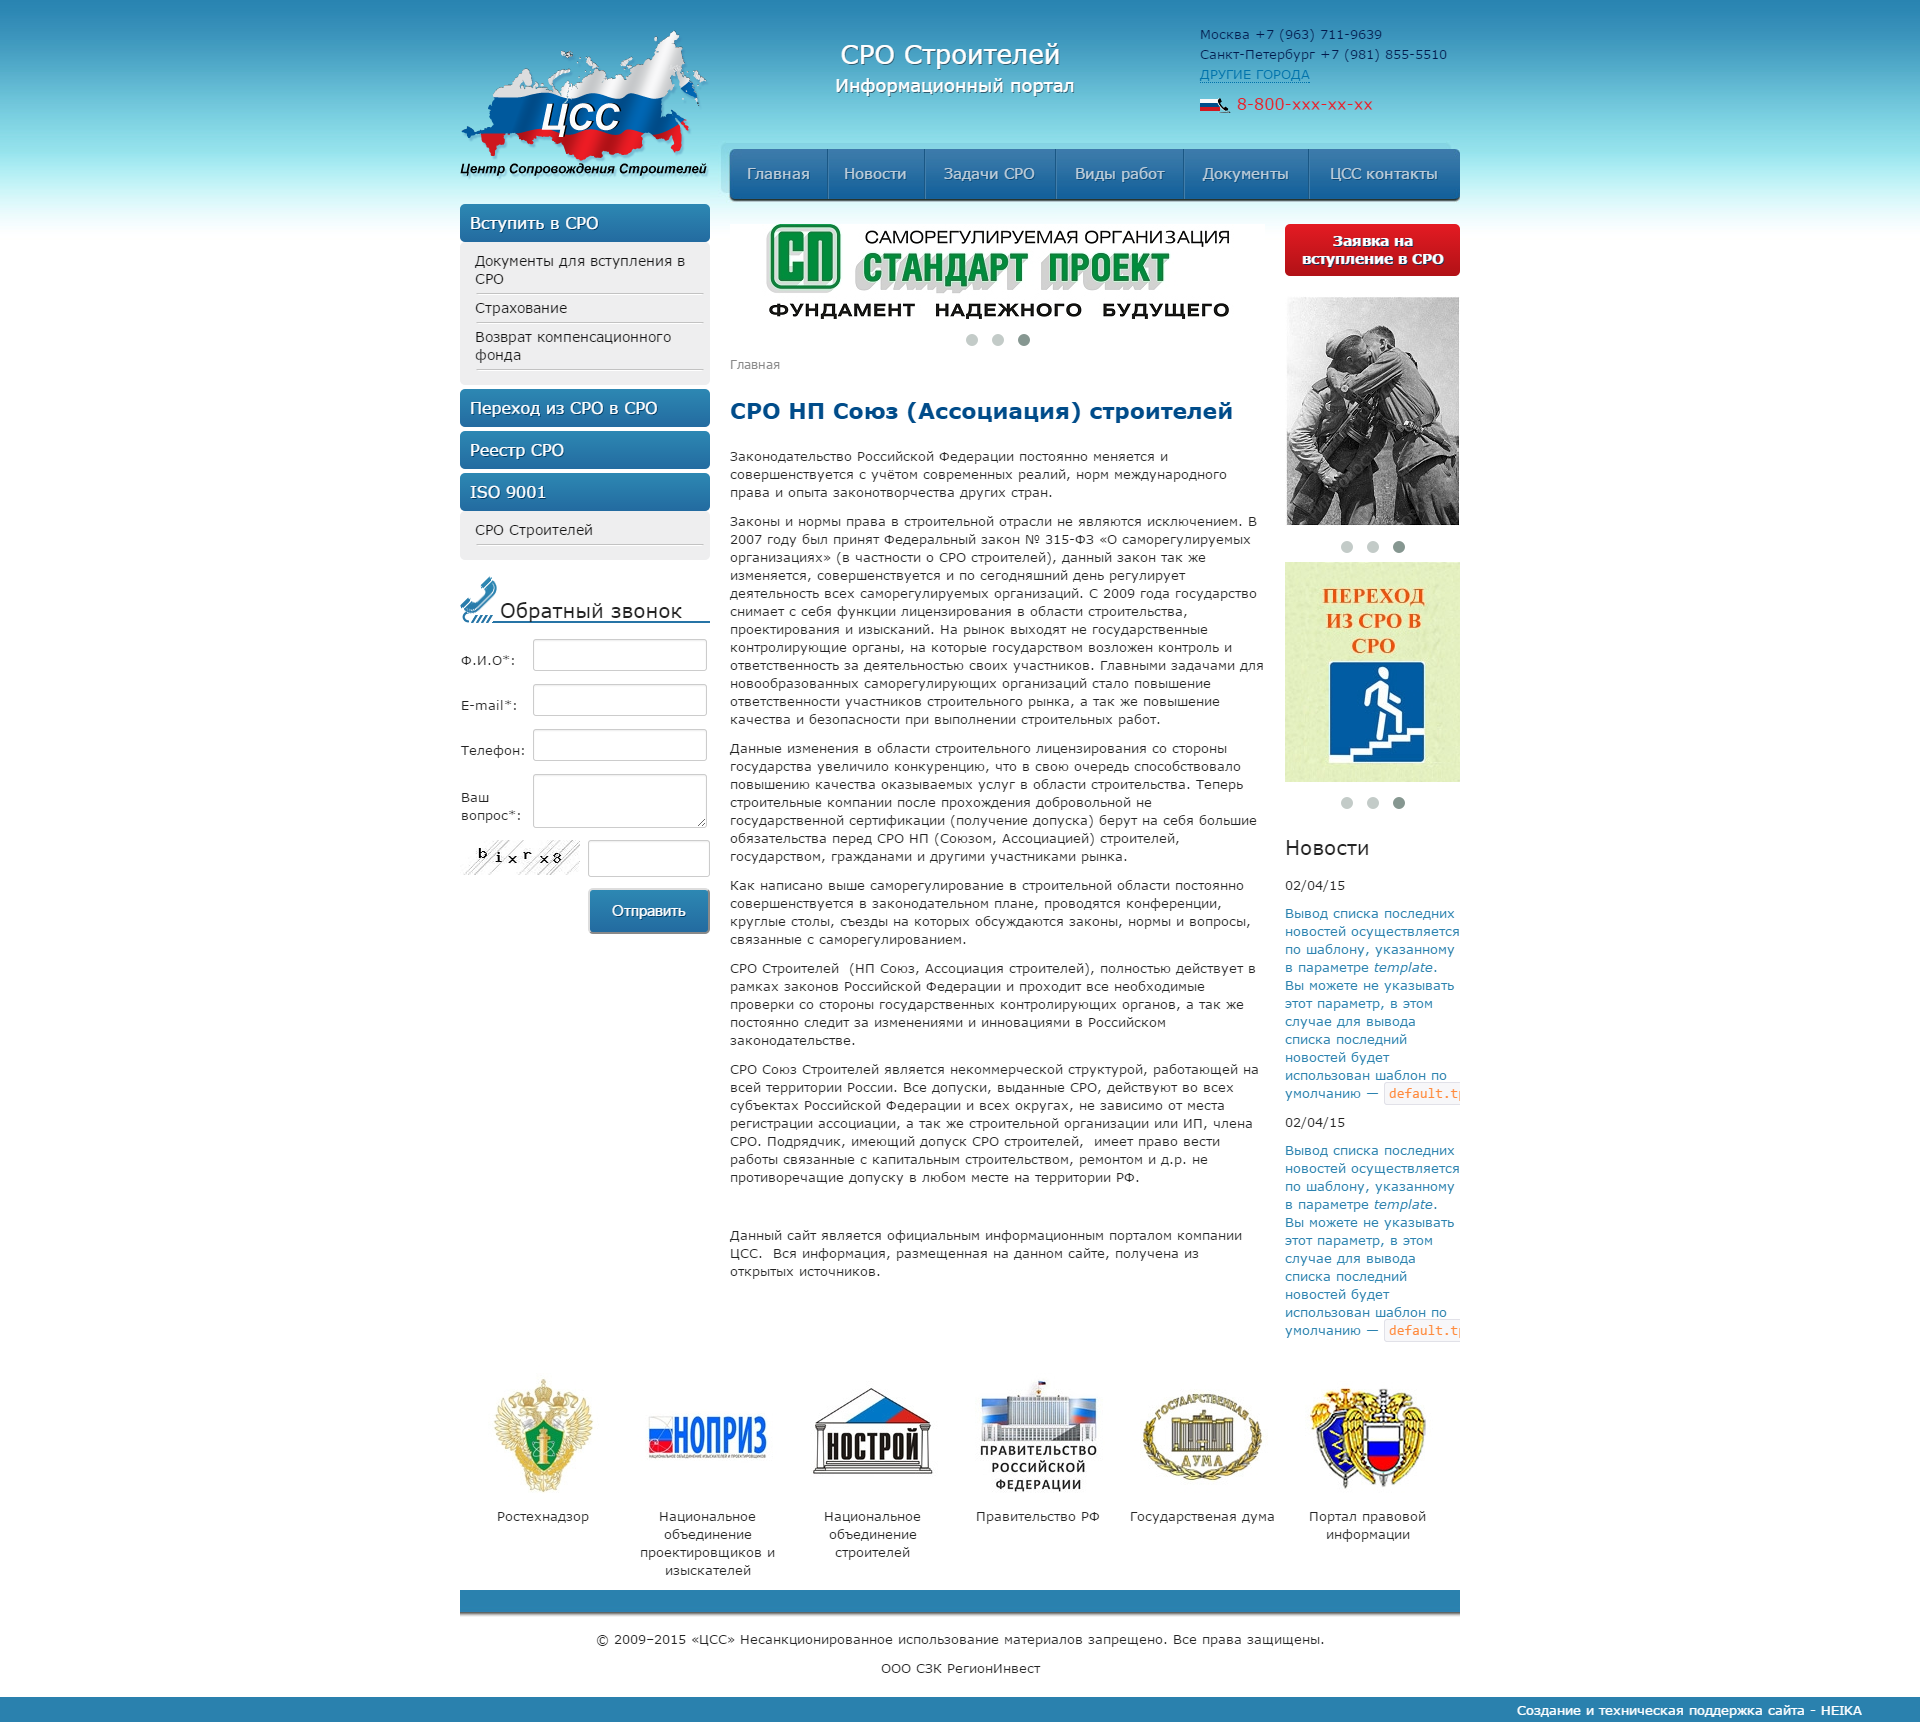 ЦСС
Центр Сопровождения Строителей
СРО Строителей
Информационный портал
Москва +7 (963) 711-9639
Санкт-Петербург +7 (981) 855-5510
ДРУГИЕ ГОРОДА
8-800-xxx-xx-xx
Главная
Новости
Задачи СРО
Виды работ
Документы
ЦСС контакты
Вступить в СРО
Документы для вступления в
СРО
Страхование
Возврат компенсационного
фонда
Переход из СРО в СРО
Реестр СРО
ISO 9001
СРО Строителей
Обратный звонок
Ф.И.О*:
E-mail*:
Телефон:
Ваш
вопрос*:
bixrx8
Отправить
СП
САМОРЕГУЛИРУЕМАЯ ОРГАНИЗАЦИЯ
СТАНДАРТ ПРОЕКТ
ФУНДАМЕНТ НАДЕЖНОГО БУДУЩЕГО
Главная
СРО НП Союз (Ассоциация) строителей
Законодательство Российской Федерации постоянно меняется и
совершенствуется с учётом современных реалий, норм международного
права и опыта законотворчества других стран.
Законы и нормы права в строительной отрасли не являются исключением. В
2007 году был принят Федеральный закон № 315-ФЗ «О саморегулируемых
организациях» (в частности о СРО строителей), данный закон так же
изменяется, совершенствуется и по сегодняшний день регулирует
деятельность всех саморегулируемых организаций. С 2009 года государство
снимает с себя функции лицензирования в области строительства,
проектирования и изысканий. На рынок выходят не государственные
контролирующие органы, на которые государством возложен контроль и
ответственность за деятельностью своих участников. Главными задачами для
новообразованных саморегулирующих организаций стало повышение
ответственности участников строительного рынка, а так же повышение
качества и безопасности при выполнении строительных работ.
Данные изменения в области строительного лицензирования со стороны
государства увеличило конкуренцию, что в свою очередь способствовало
повышению качества оказываемых услуг в области строительства. Теперь
строительные компании после прохождения добровольной не
государственной сертификации (получение допуска) берут на себя большие
обязательства перед СРО НП (Союзом, Ассоциацией) строителей,
государством, гражданами и другими участниками рынка.
Как написано выше саморегулирование в строительной области постоянно
совершенствуется в законодательном плане, проводятся конференции,
круглые столы, съезды на которых обсуждаются законы, нормы и вопросы,
связанные с саморегулированием.
СРО Строителей  (НП Союз, Ассоциация строителей), полностью действует в
рамках законов Российской Федерации и проходит все необходимые
проверки со стороны государственных контролирующих органов, а так же
постоянно следит за изменениями и инновациями в Российском
законодательстве.
СРО Союз Строителей является некоммерческой структурой, работающей на
всей территории России. Все допуски, выданные СРО, действуют во всех
субъектах Российской Федерации и всех округах, не зависимо от места
регистрации ассоциации, а так же строительной организации или ИП, члена
СРО. Подрядчик, имеющий допуск СРО строителей,  имеет право вести
работы связанные с капитальным строительством, ремонтом и д.р. не
противоречащие допуску в любом месте на территории РФ.
Данный сайт является официальным информационным порталом компании
ЦСС.  Вся информация, размещенная на данном сайте, получена из
открытых источников.
Заявка на
вступление в СРО
ПЕРЕХОД
ИЗ СРО В
СРО
Новости
02/04/15
Вывод списка последних
новостей осуществляется
по шаблону, указанному
в параметре template.
Вы можете не указывать
этот параметр, в этом
случае для вывода
списка последний
новостей будет
использован шаблон по
умолчанию — default.tp
02/04/15
Вывод списка последних
новостей осуществляется
по шаблону, указанному
в параметре template.
Вы можете не указывать
этот параметр, в этом
случае для вывода
списка последний
новостей будет
использован шаблон по
умолчанию — default.tp
НОПРИЗ
НАЦИОНАЛЬНОЕ ОБЪЕДИНЕНИЕ ИЗЫСКАТЕЛЕЙ И ПРОЕКТИРОВЩИКОВ
НОСТРОЙ
ПРАВИТЕЛЬСТВО
РОССИЙСКОЙ
ФЕДЕРАЦИИ
ГОСУДАРСТВЕННАЯ
ДУМА
Ростехнадзор
Национальное
объединение
проектировщиков и
изыскателей
Национальное
объединение
строителей
Правительство РФ
Государственая дума
Портал правовой
информации
© 2009–2015 «ЦСС» Несанкционированное использование материалов запрещено. Все права защищены.
ООО СЗК РегионИнвест
Создание и техническая поддержка сайта - HEIKA